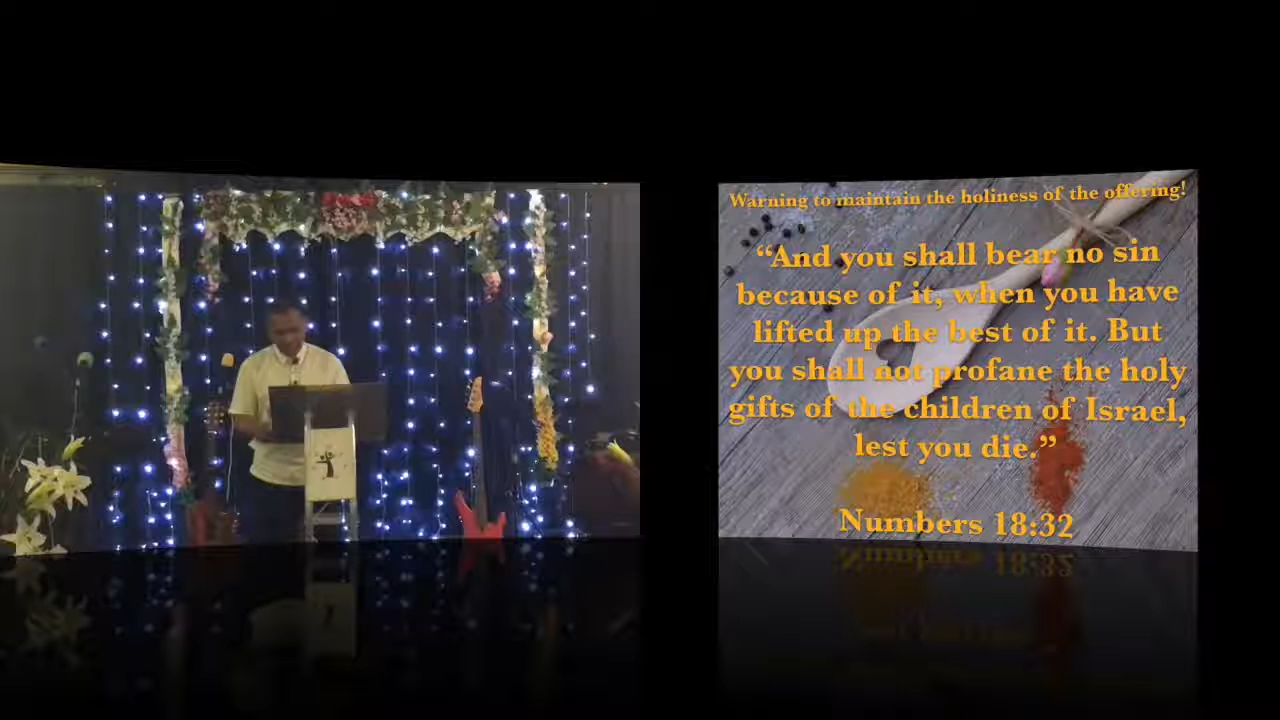 Warning to maintain the holiness of the offering!
“And you shall bear no sin
because of it, when you have
lifted up the best of it. But
you shall not profane the holy
gifts of the children of Israel,
lest you die.”
Numbers 18:32